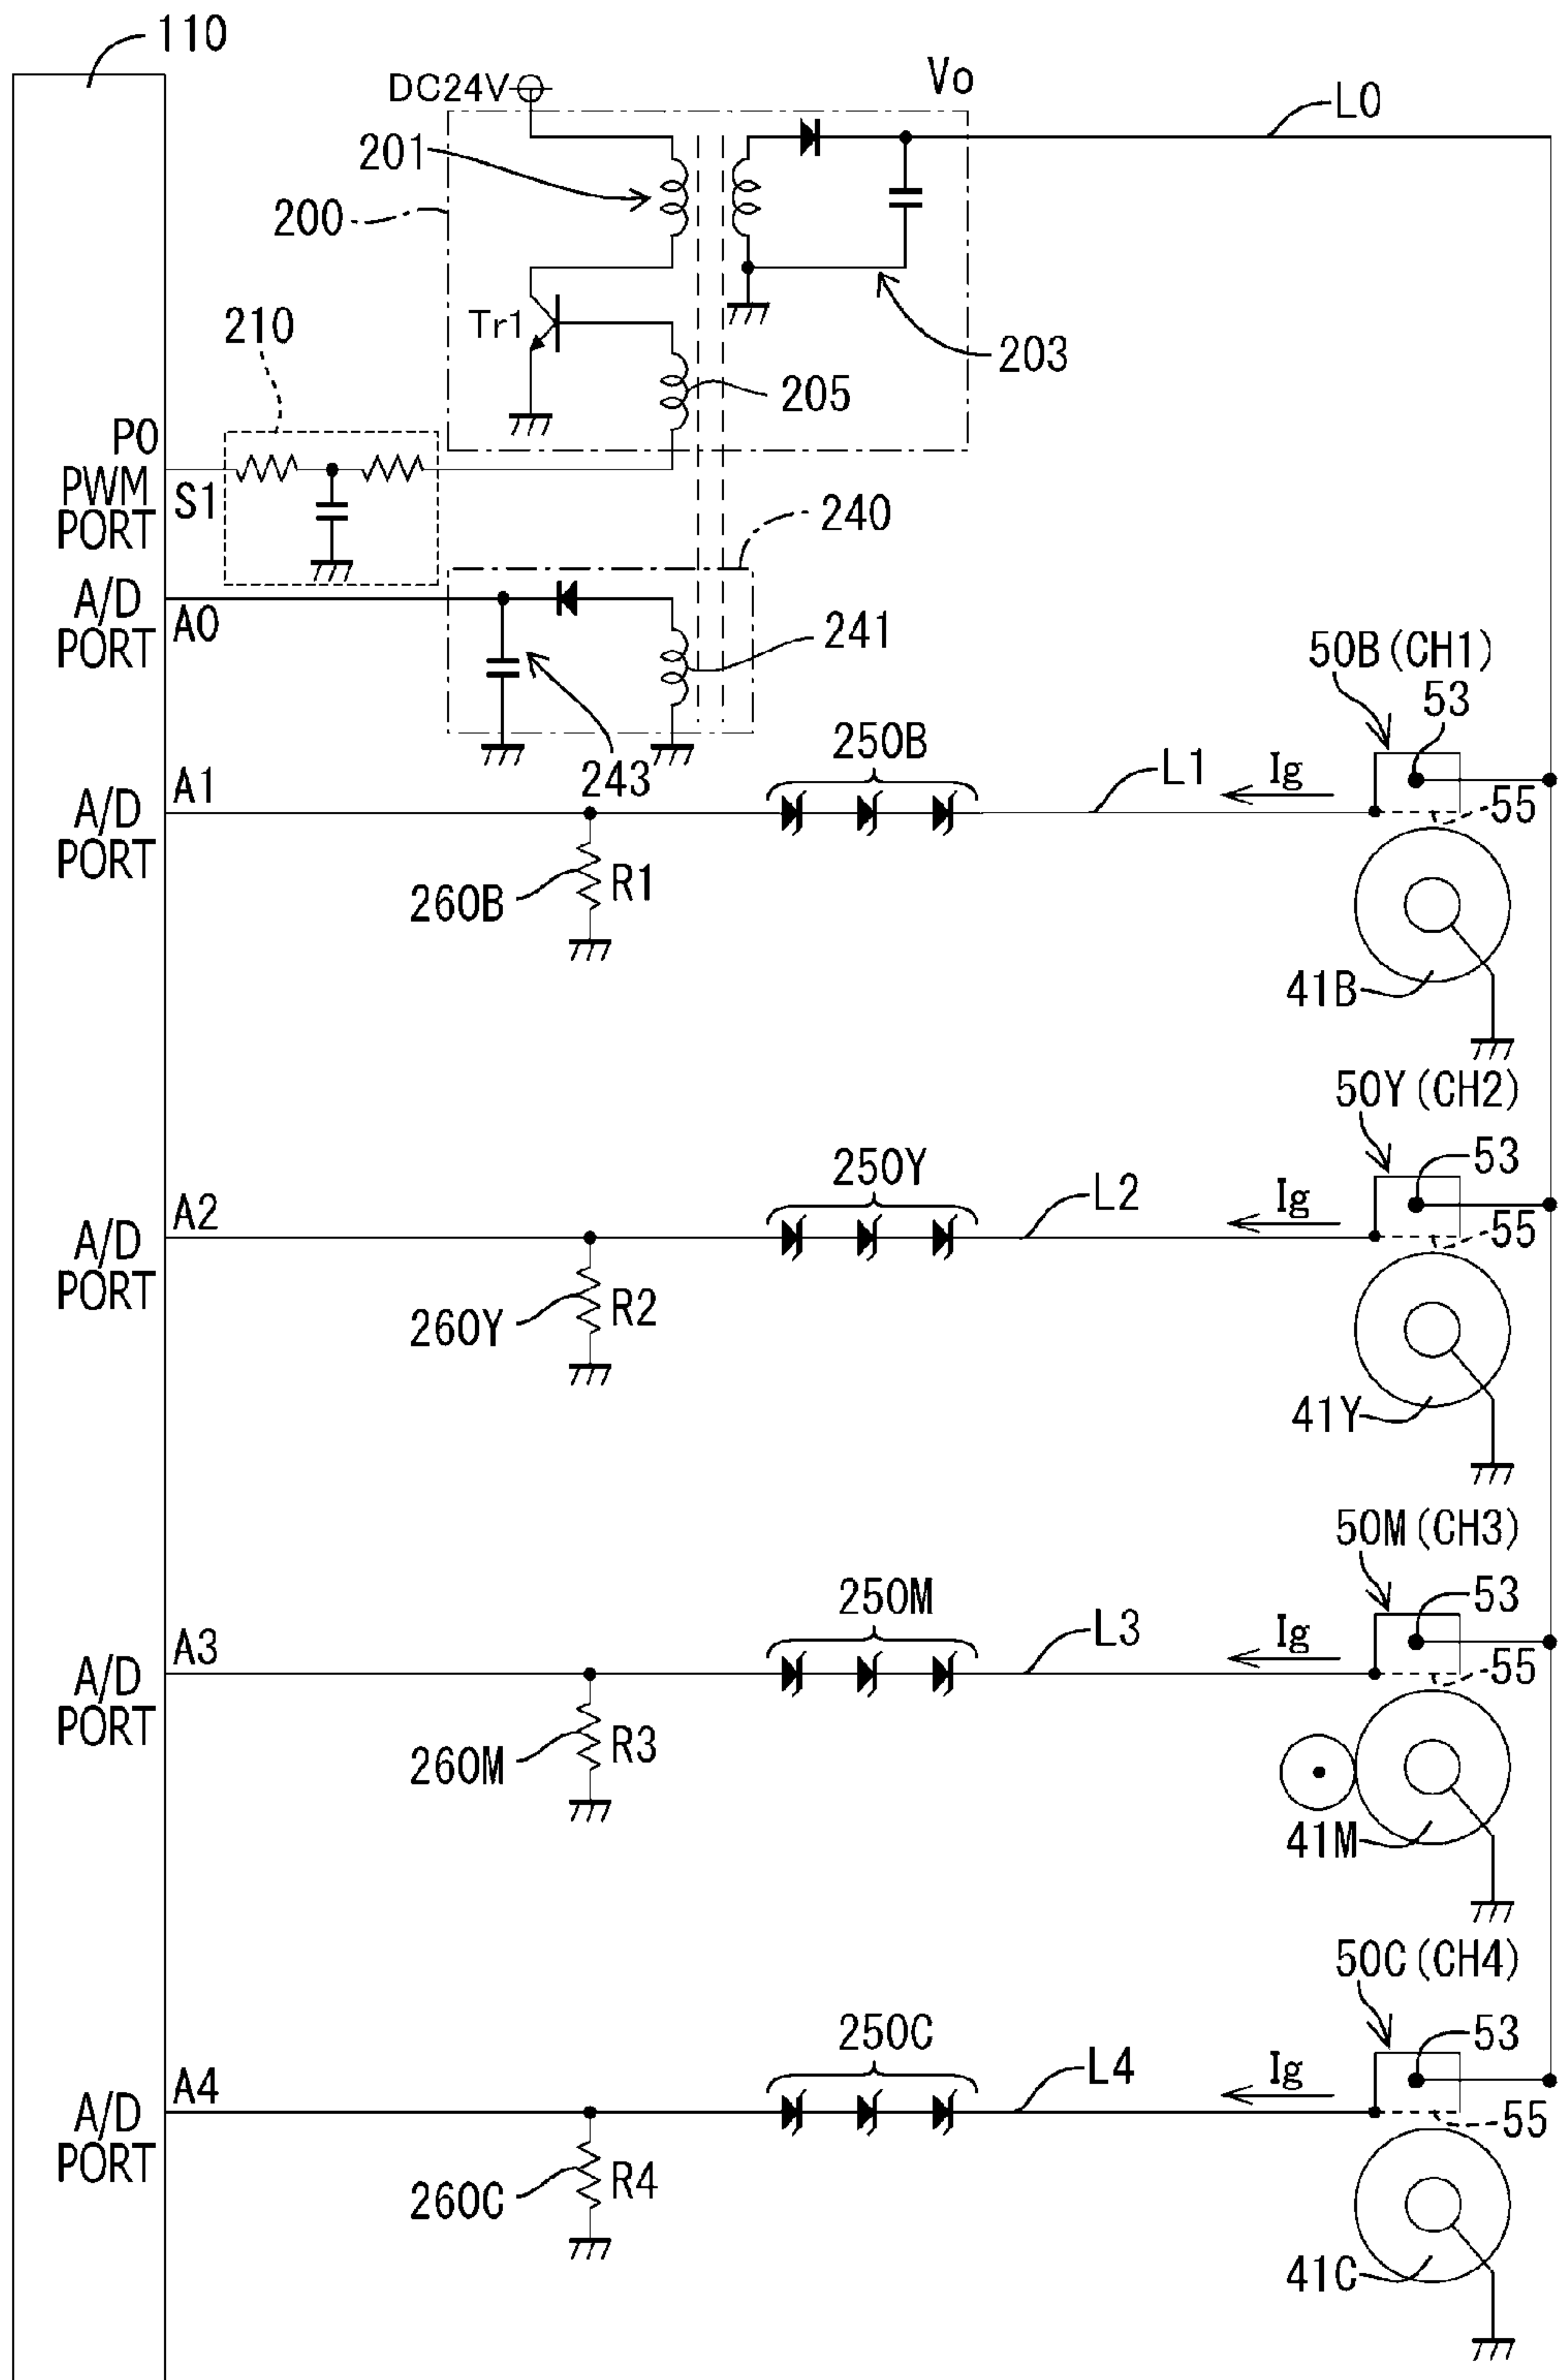 110
DC24V
Vo
L0
201
200
Tr1
203
210
205
P0
PWM
PORT
S1
240
A/D
PORT
A0
241
243
50B(CH1)
53
A/D
PORT
A1
250B
L1
Ig
55
260B
R1
41B
50Y(CH2)
53
A/D
PORT
A2
250Y
L2
Ig
55
260Y
R2
41Y
50M(CH3)
53
A/D
PORT
A3
250M
L3
Ig
55
260M
R3
41M
50C(CH4)
53
A/D
PORT
A4
250C
L4
Ig
55
260C
R4
41C